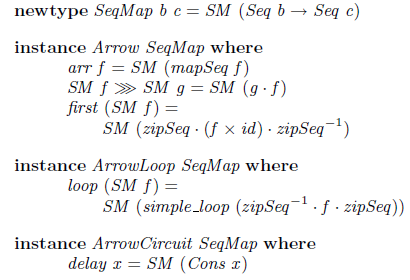 newtype SeqMap b c = SM (Seq b → Seq c)
instance Arrow SeqMap where
arr f = SM (mapSeq f)
SM f ⋙ SM g = SM (g · f)
first (SM f) =
SM (zipSeq · (f × id) · zipSeq⁻¹)
instance ArrowLoop SeqMap where
loop (SM f) =
SM (simple_loop (zipSeq⁻¹ · f · zipSeq))
instance ArrowCircuit SeqMap where
delay x = SM (Cons x)